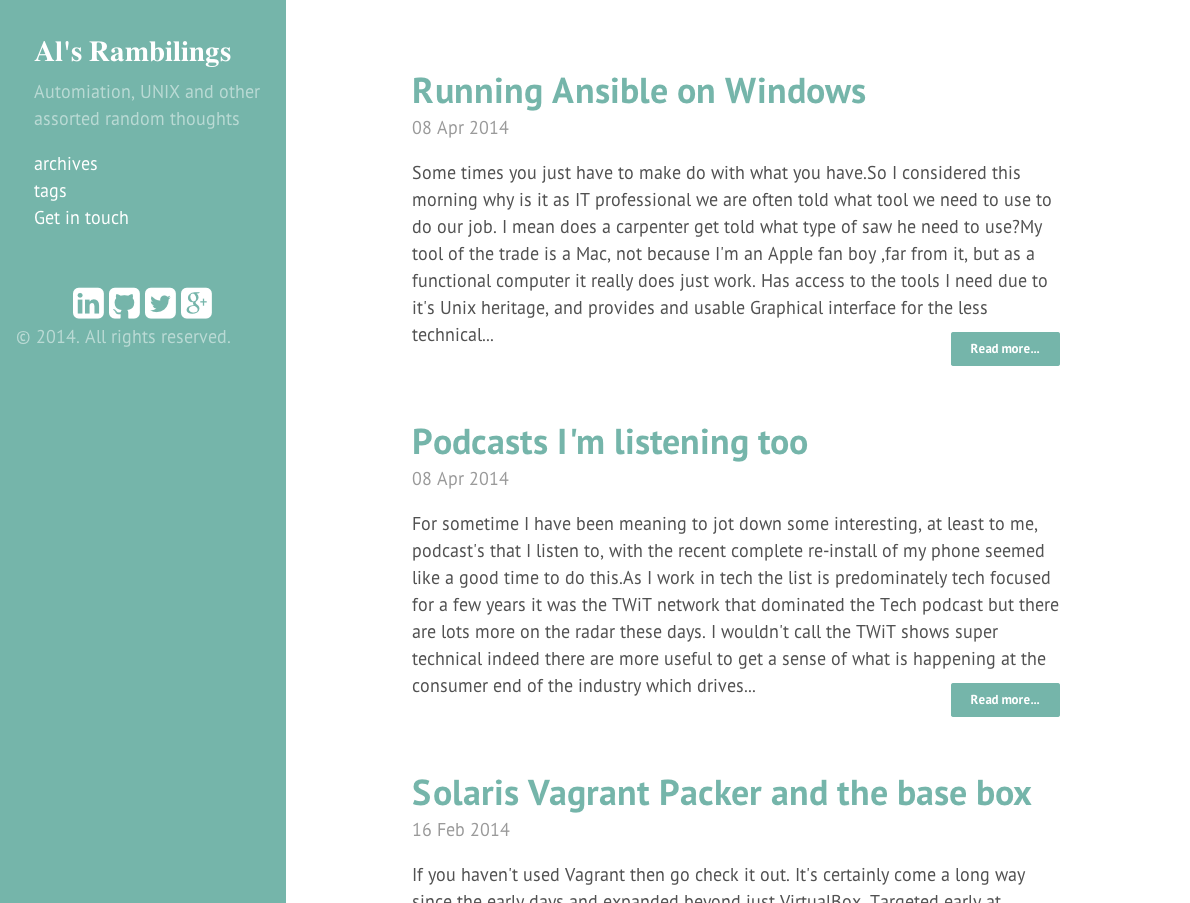 Al's Rambilings
Automiation, UNIX and other
assorted random thoughts
archives
tags
Get in touch
© 2014. All rights reserved.
Running Ansible on Windows
08 Apr 2014
Some times you just have to make do with what you have.So I considered this
morning why is it as IT professional we are often told what tool we need to use to
do our job. I mean does a carpenter get told what type of saw he need to use?My
tool of the trade is a Mac, not because I'm an Apple fan boy ,far from it, but as a
functional computer it really does just work. Has access to the tools I need due to
it's Unix heritage, and provides and usable Graphical interface for the less
technical...
Read more...
Podcasts I'm listening too
08 Apr 2014
For sometime I have been meaning to jot down some interesting, at least to me,
podcast's that I listen to, with the recent complete re-install of my phone seemed
like a good time to do this.As I work in tech the list is predominately tech focused
for a few years it was the TWiT network that dominated the Tech podcast but there
are lots more on the radar these days. I wouldn't call the TWiT shows super
technical indeed there are more useful to get a sense of what is happening at the
consumer end of the industry which drives...
Read more...
Solaris Vagrant Packer and the base box
16 Feb 2014
If you haven't used Vagrant then go check it out. It's certainly come a long way
since the early days and expanded beyond just VirtualBox. Targeted early at